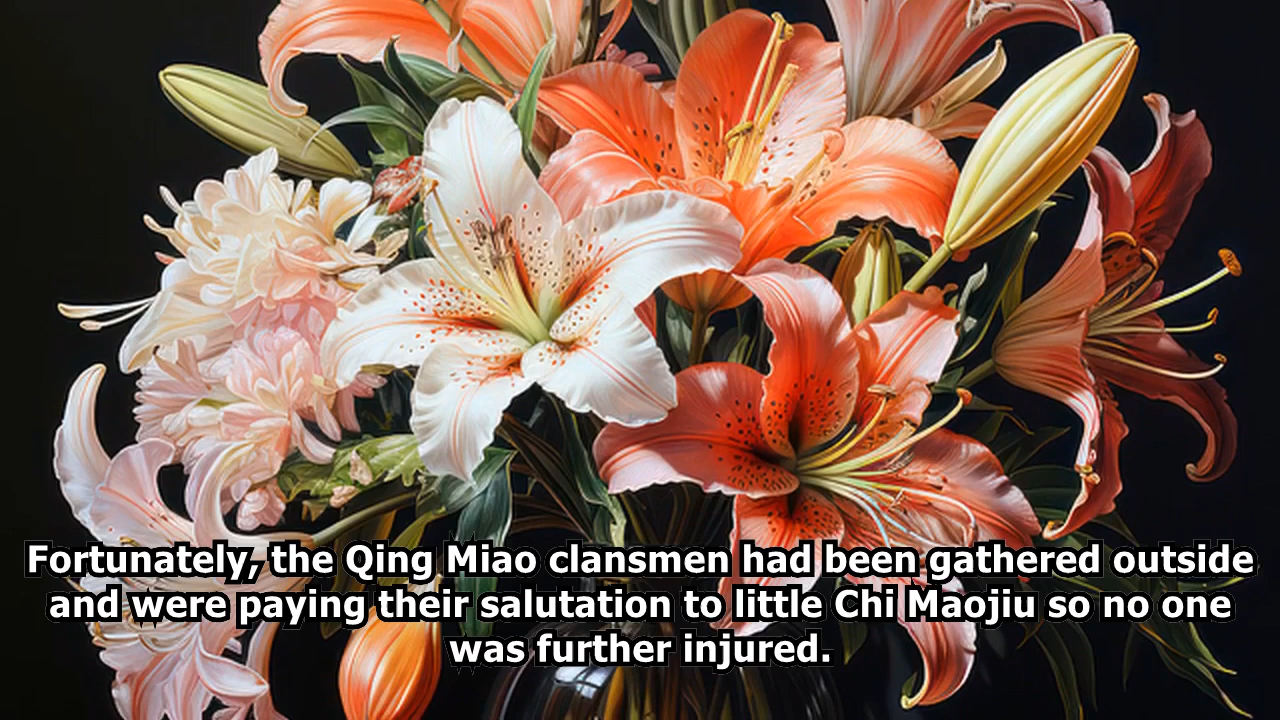 Fortunately, the Qing Miao clansmen had been gathered outside
and were paying their salutation to little Chi Maojiu so no one
was further injured.